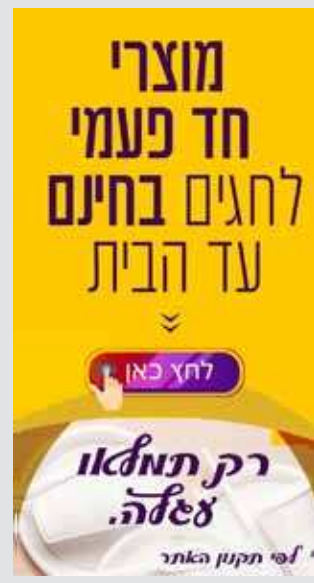 מוצרי
חד פעמי
לחגים בחינם
עד הבית
לחץ כאן
רק תמלאו
עגלה.
לפי תקנון האתר